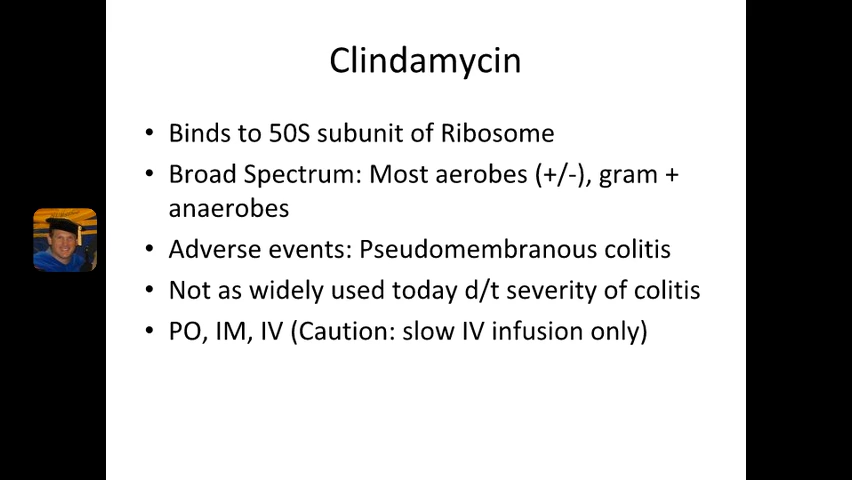 Clindamycin
• Binds to 50S subunit of Ribosome
• Broad Spectrum: Most aerobes (+/-), gram +
anaerobes
• Adverse events: Pseudomembranous colitis
• Not as widely used today d/t severity of colitis
• PO, IM, IV (Caution: slow IV infusion only)